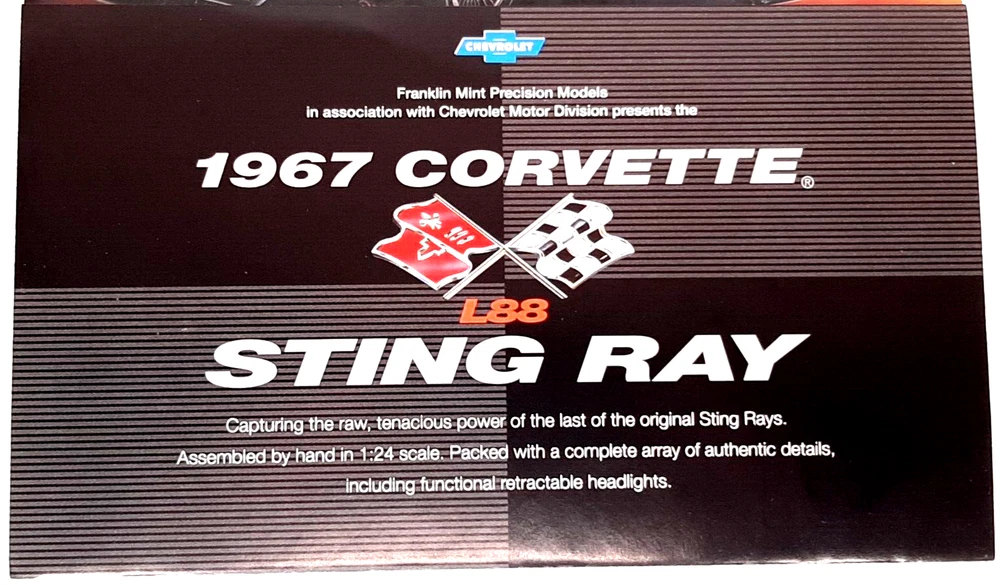 CHEVROLET
Franklin Mint Precision Models
in association with Chevrolet Motor Division presents the
1967 CORVETTE®
L88
STING RAY
Capturing the raw, tenacious power of the last of the original Sting Rays.
Assembled by hand in 1:24 scale. Packed with a complete array of authentic details,
including functional retractable headlights.